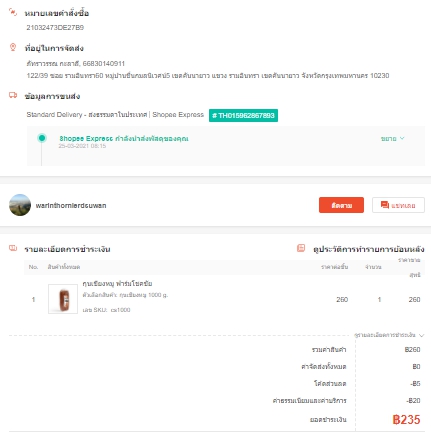 หมายเลขคำสั่งซื้อ
21032473DE27B9
ที่อยู่ในการจัดส่ง
ภัทราวรรณ กะฮาสี, 66830140911
122/39 ซอย รามอินทรา60 หมู่บ้านชื่นกมลนิเวศน์5 เขตคันนายาว แขวง รามอินทรา เขตคันนายาว จังหวัดกรุงเทพมหานคร 10230
ข้อมูลการขนส่ง
Standard Delivery - ส่งธรรมดาในประเทศ | Shopee Express # TH015962867893
Shopee Express กำลังนำส่งพัสดุของคุณ ขยาย
25-03-2021 08:15
warinthornlerdsuwan ติดตาม แชทเลย
รายละเอียดการชำระเงิน ดูประวัติการทำรายการย้อนหลัง
No. สินค้าทั้งหมด ราคาต่อชิ้น จำนวน ราคาขายสุทธิ
กุนเชียงหมู ฟาร์มโชคชัย
1 ตัวเลือกสินค้า: กุนเชียงหมู 1000 g. 260 1 260
เลข SKU: cs1000
ดูรายละเอียดการชำระเงิน
รวมค่าสินค้า ฿260
ค่าจัดส่งทั้งหมด ฿0
โค้ดส่วนลด -฿5
ค่าธรรมเนียมและค่าบริการ -฿20
ยอดชำระเงิน ฿235